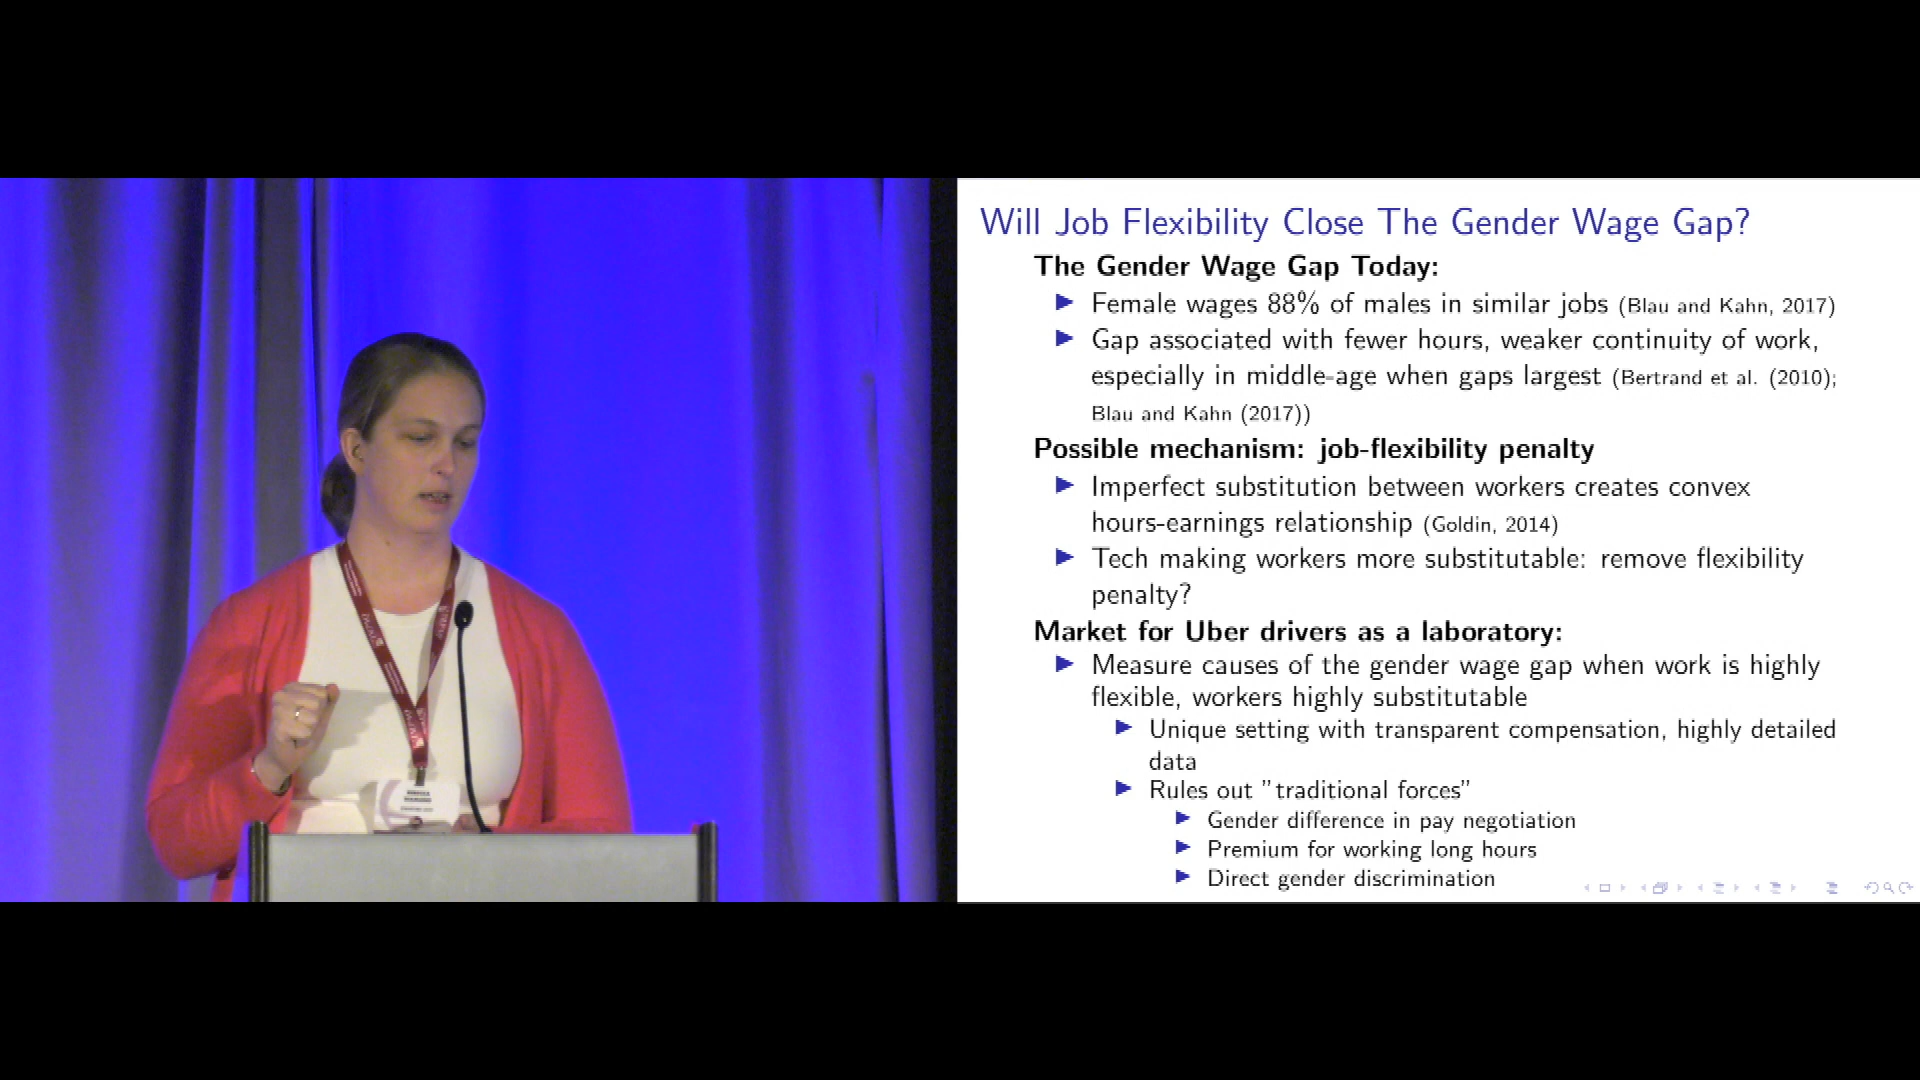 Will Job Flexibility Close The Gender Wage Gap?
The Gender Wage Gap Today:
Female wages 88% of males in similar jobs (Blau and Kahn, 2017)
Gap associated with fewer hours, weaker continuity of work,
especially in middle-age when gaps largest (Bertrand et al. (2010);
Blau and Kahn (2017))
Possible mechanism: job-flexibility penalty
Imperfect substitution between workers creates convex
hours-earnings relationship (Goldin, 2014)
Tech making workers more substitutable: remove flexibility
penalty?
Market for Uber drivers as a laboratory:
Measure causes of the gender wage gap when work is highly
flexible, workers highly substitutable
Unique setting with transparent compensation, highly detailed
data
Rules out "traditional forces"
Gender difference in pay negotiation
Premium for working long hours
Direct gender discrimination